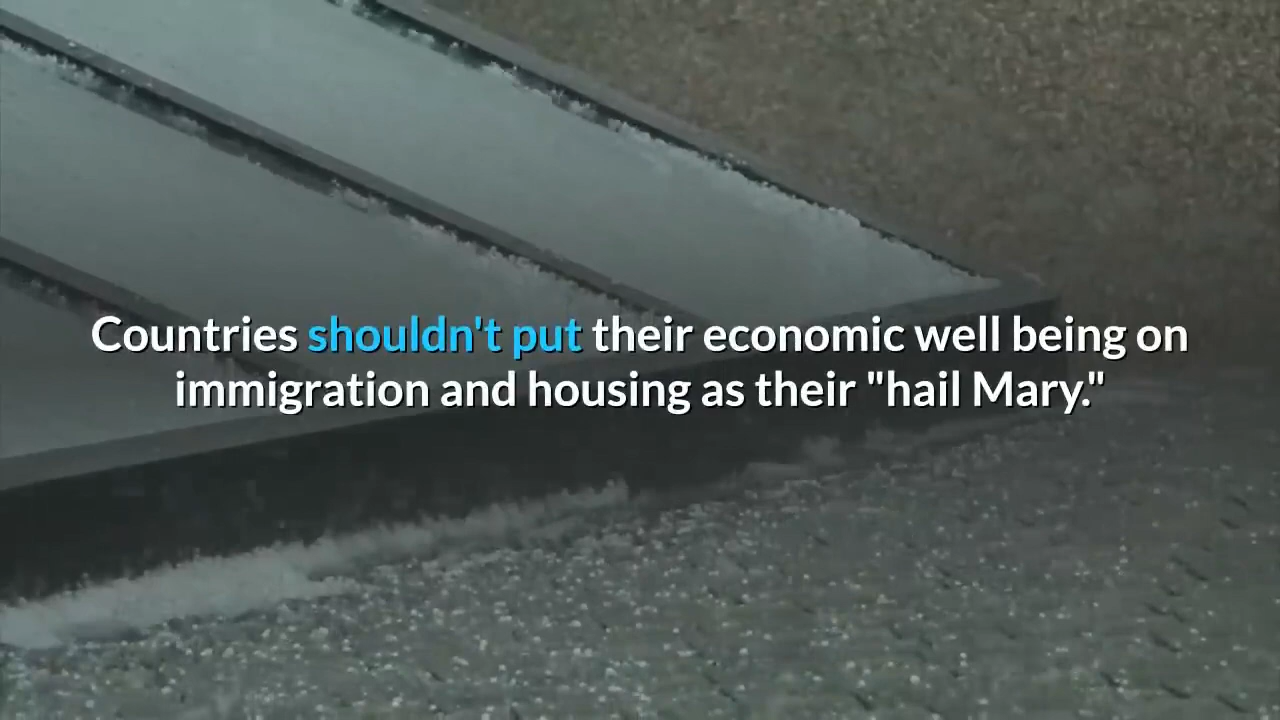 Countries shouldn't put their economic well being on
immigration and housing as their "hail Mary."